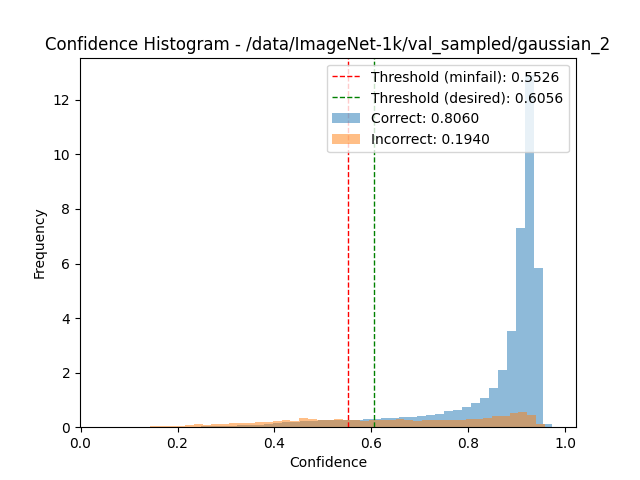 Confidence Histogram - /data/ImageNet-1k/val_sampled/gaussian_2
Threshold (minfail): 0.5526
Threshold (desired): 0.6056
Correct: 0.8060
Incorrect: 0.1940
12
10
8
6
4
2
0
Frequency
0.0 0.2 0.4 0.6 0.8 1.0
Confidence